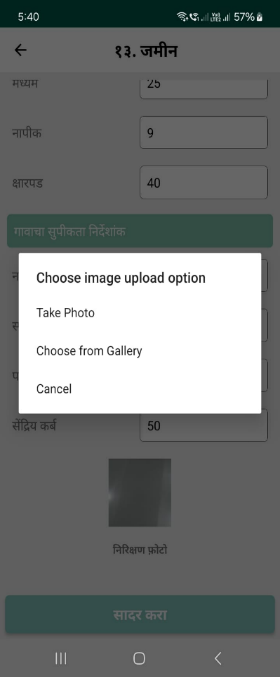 5:40
57%
१३. जमीन
मध्यम 25
नापीक 9
क्षारपड 40
गावाचा सुपीकता निर्देशांक
Choose image upload option
Take Photo
Choose from Gallery
Cancel
सेंद्रिय कर्ब 50
निरिक्षण फ़ोटो
सादर करा